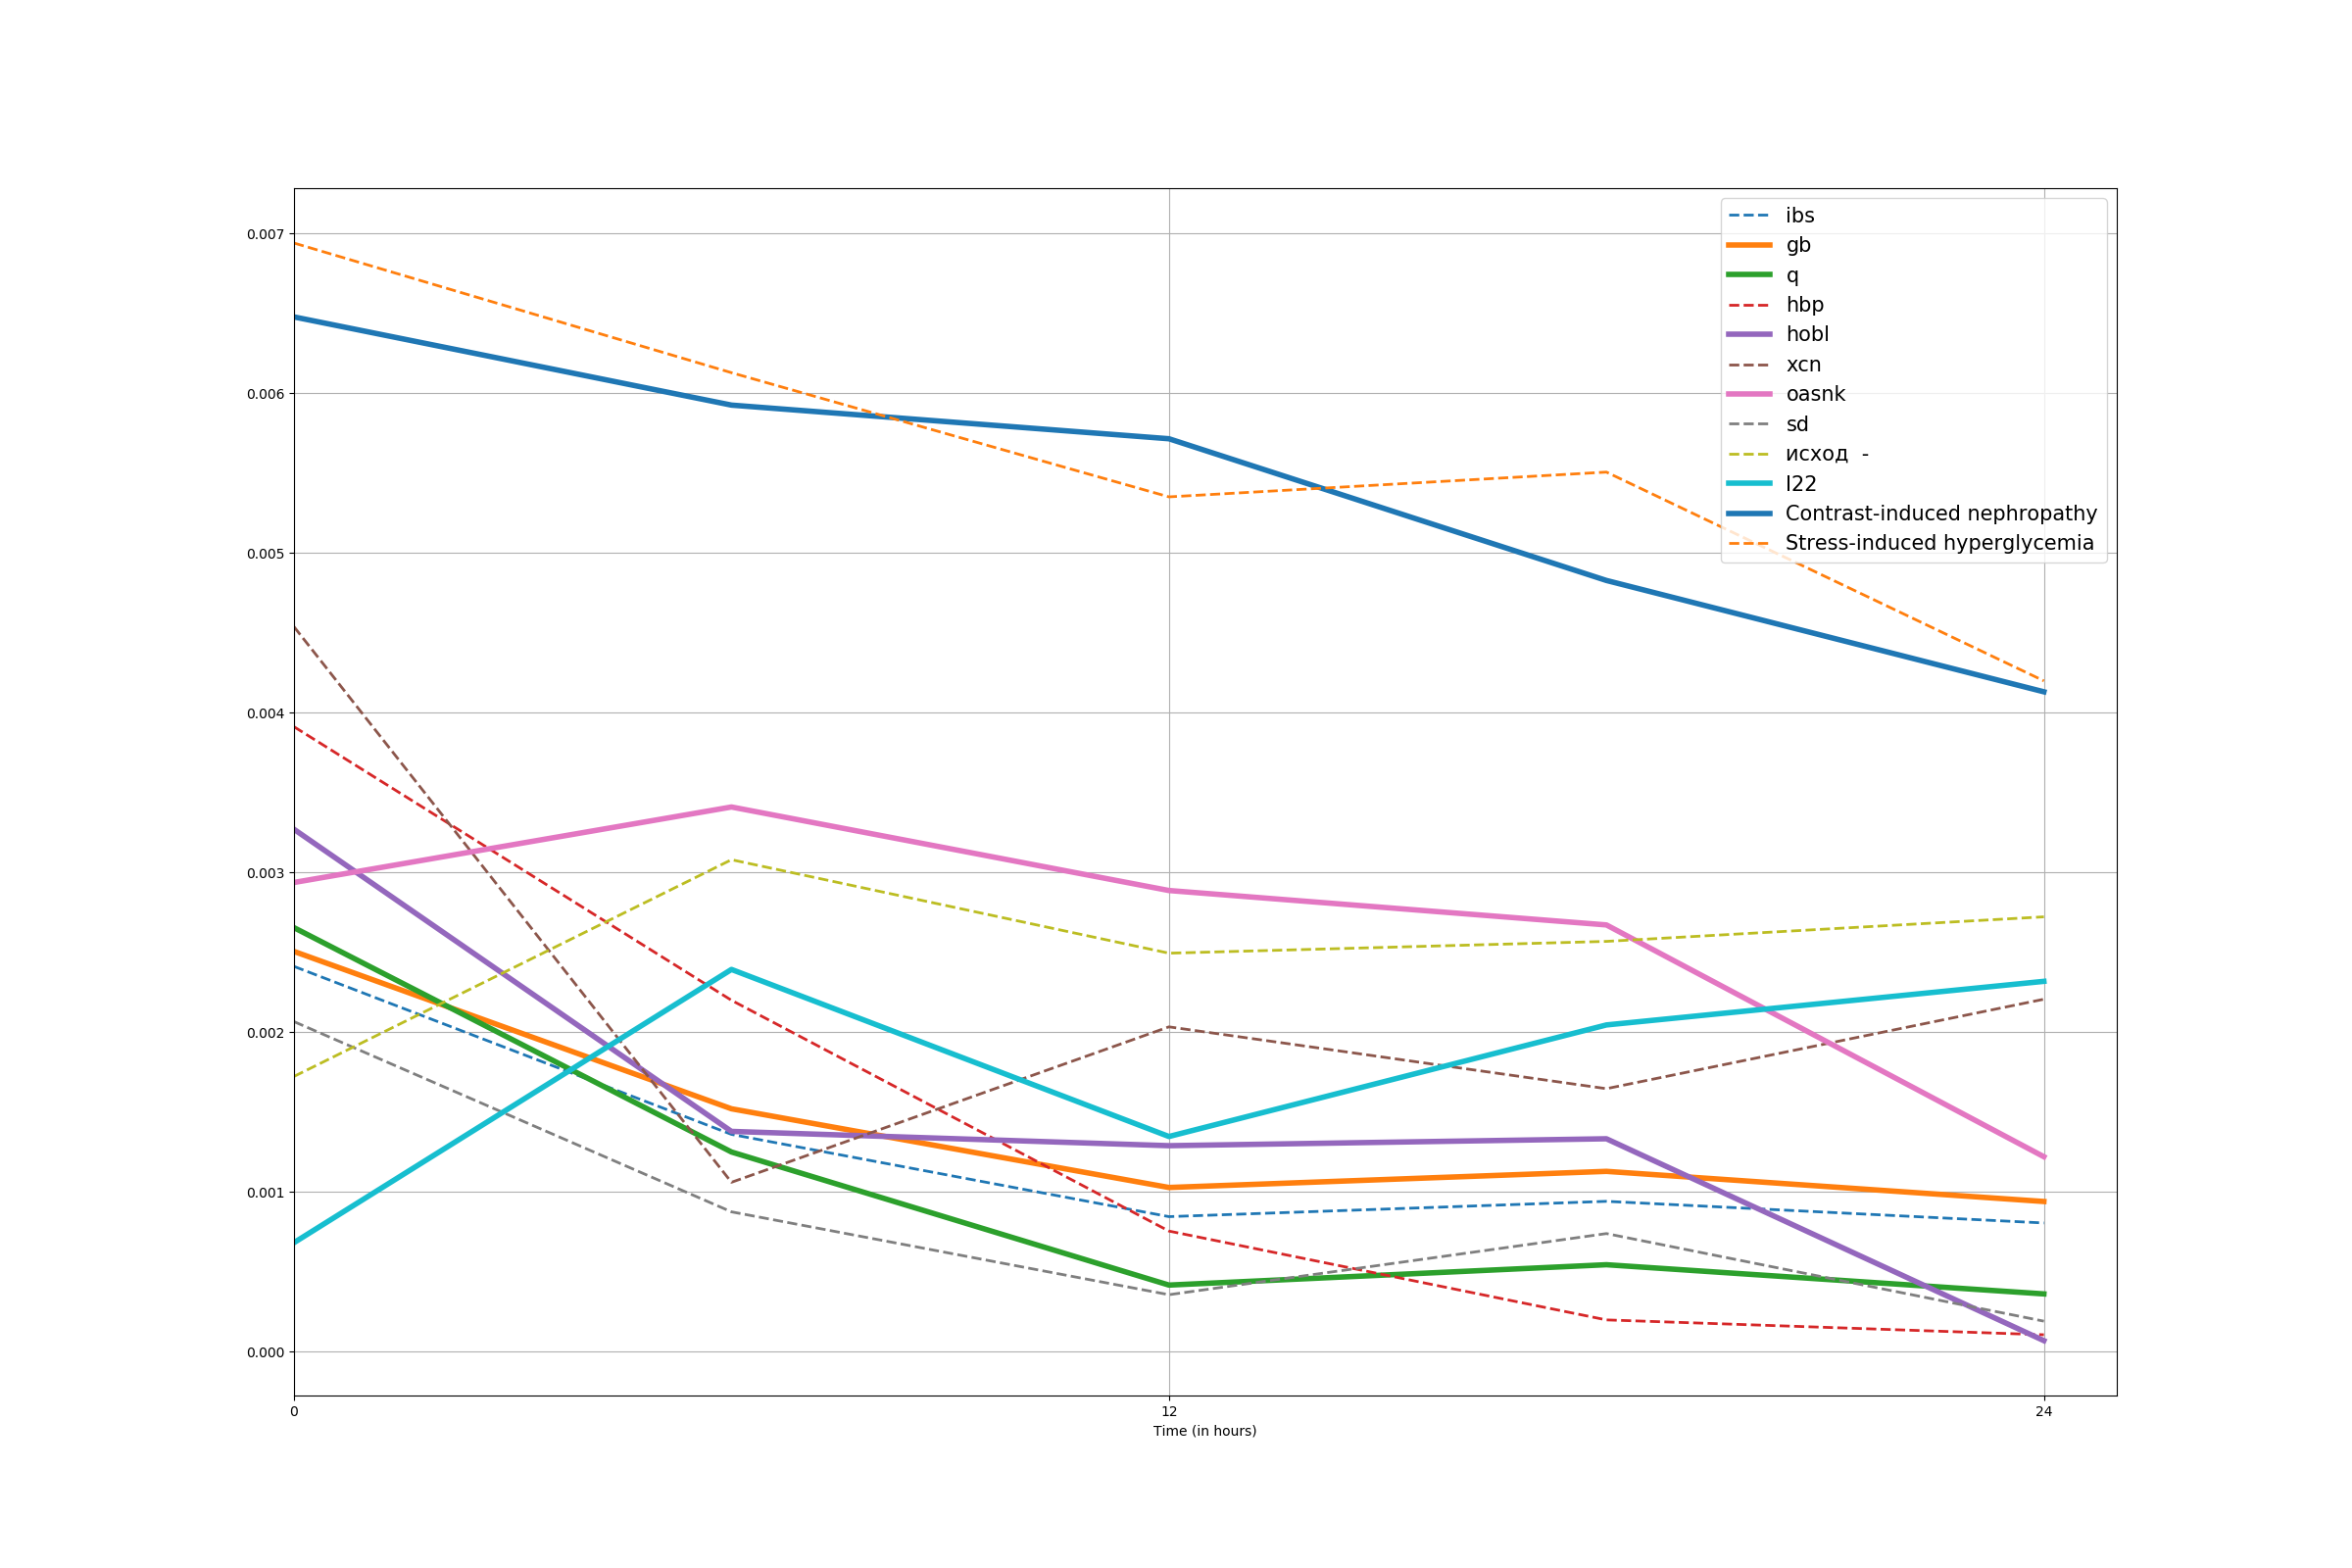 0.007
0.006
0.005
0.004
0.003
0.002
0.001
0.000
0
12
24
Time (in hours)
ibs
gb
q
hbp
hobl
xcn
oasnk
sd
исход  -
l22
Contrast-induced nephropathy
Stress-induced hyperglycemia